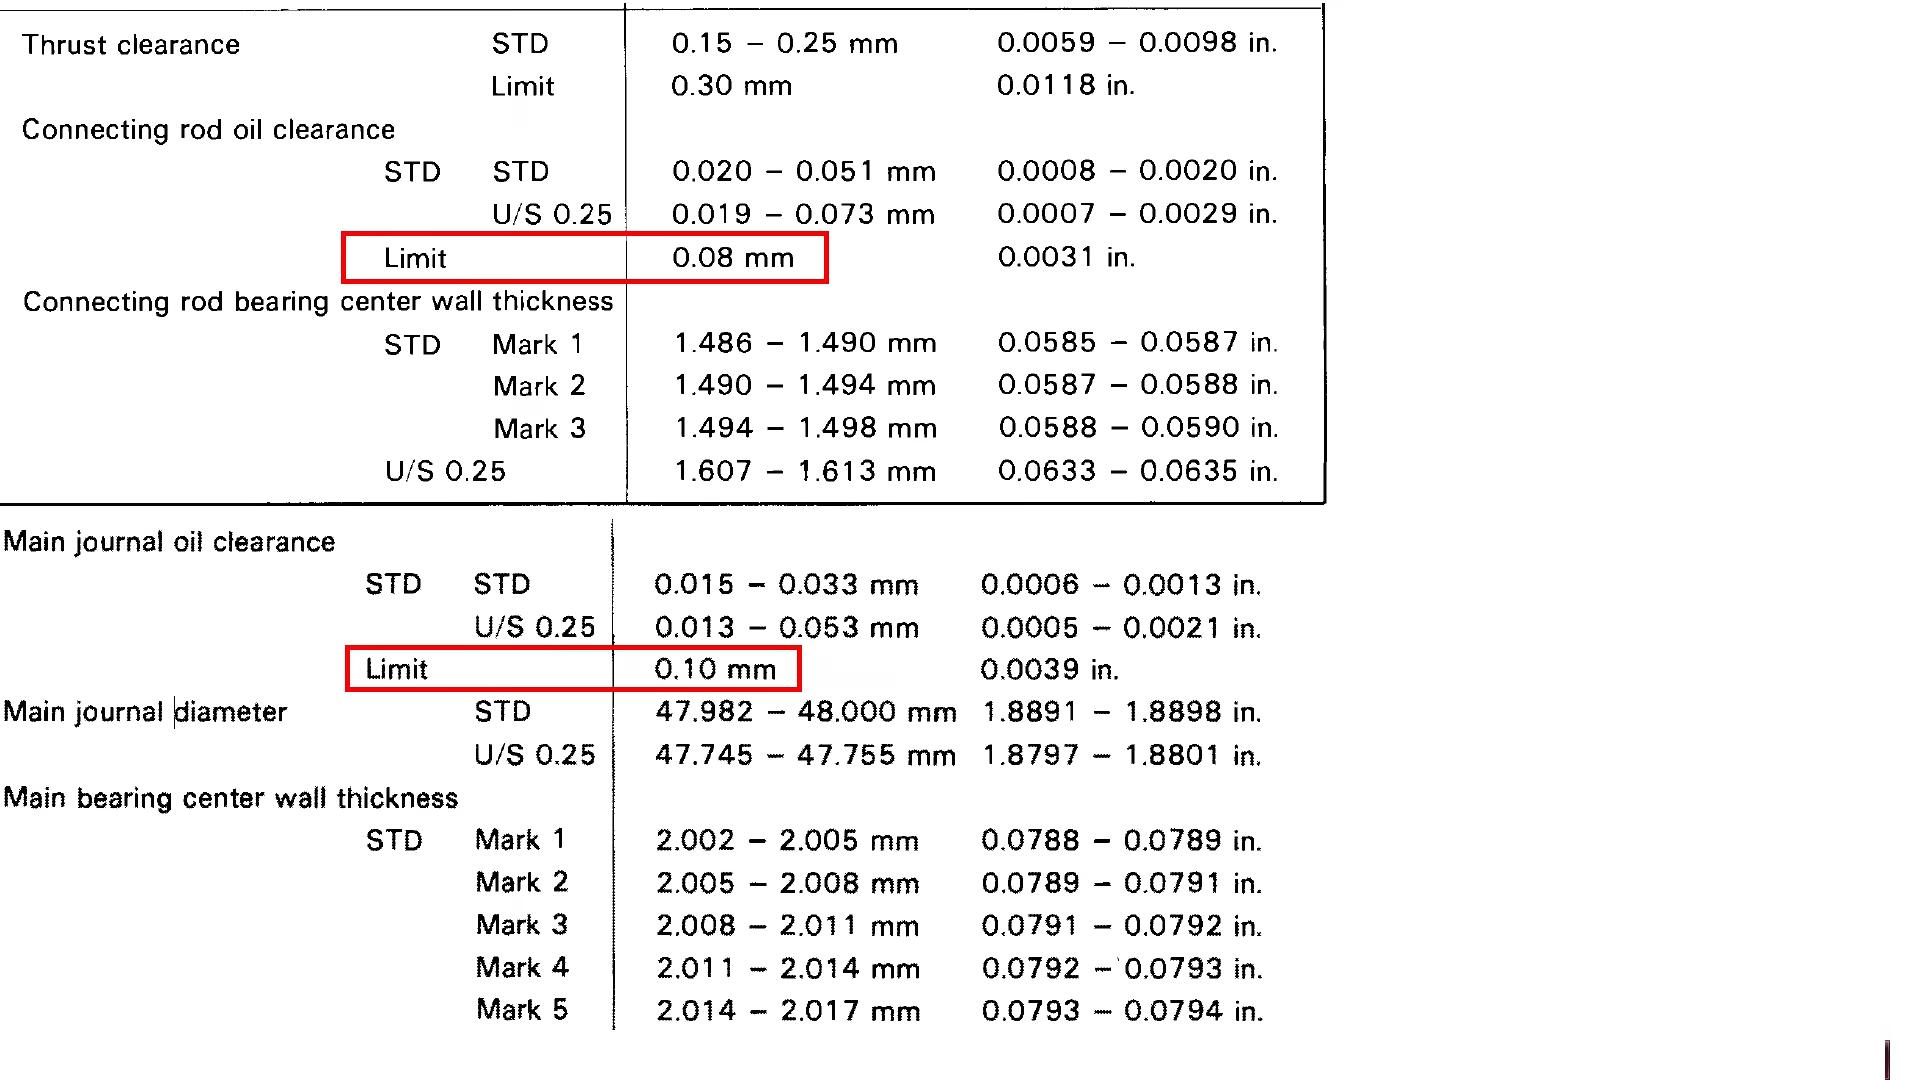 Thrust clearance STD 0.15 – 0.25 mm 0.0059 – 0.0098 in.
Limit 0.30 mm 0.0118 in.
Connecting rod oil clearance
STD STD 0.020 – 0.051 mm 0.0008 – 0.0020 in.
U/S 0.25 0.019 – 0.073 mm 0.0007 – 0.0029 in.
Limit 0.08 mm 0.0031 in.
Connecting rod bearing center wall thickness
STD Mark 1 1.486 – 1.490 mm 0.0585 – 0.0587 in.
Mark 2 1.490 – 1.494 mm 0.0587 – 0.0588 in.
Mark 3 1.494 – 1.498 mm 0.0588 – 0.0590 in.
U/S 0.25 1.607 – 1.613 mm 0.0633 – 0.0635 in.
Main journal oil clearance
STD STD 0.015 – 0.033 mm 0.0006 – 0.0013 in.
U/S 0.25 0.013 – 0.053 mm 0.0005 – 0.0021 in.
Limit 0.10 mm 0.0039 in.
Main journal diameter STD 47.982 – 48.000 mm 1.8891 – 1.8898 in.
U/S 0.25 47.745 – 47.755 mm 1.8797 – 1.8801 in.
Main bearing center wall thickness
STD Mark 1 2.002 – 2.005 mm 0.0788 – 0.0789 in.
Mark 2 2.005 – 2.008 mm 0.0789 – 0.0791 in.
Mark 3 2.008 – 2.011 mm 0.0791 – 0.0792 in.
Mark 4 2.011 – 2.014 mm 0.0792 – 0.0793 in.
Mark 5 2.014 – 2.017 mm 0.0793 – 0.0794 in.